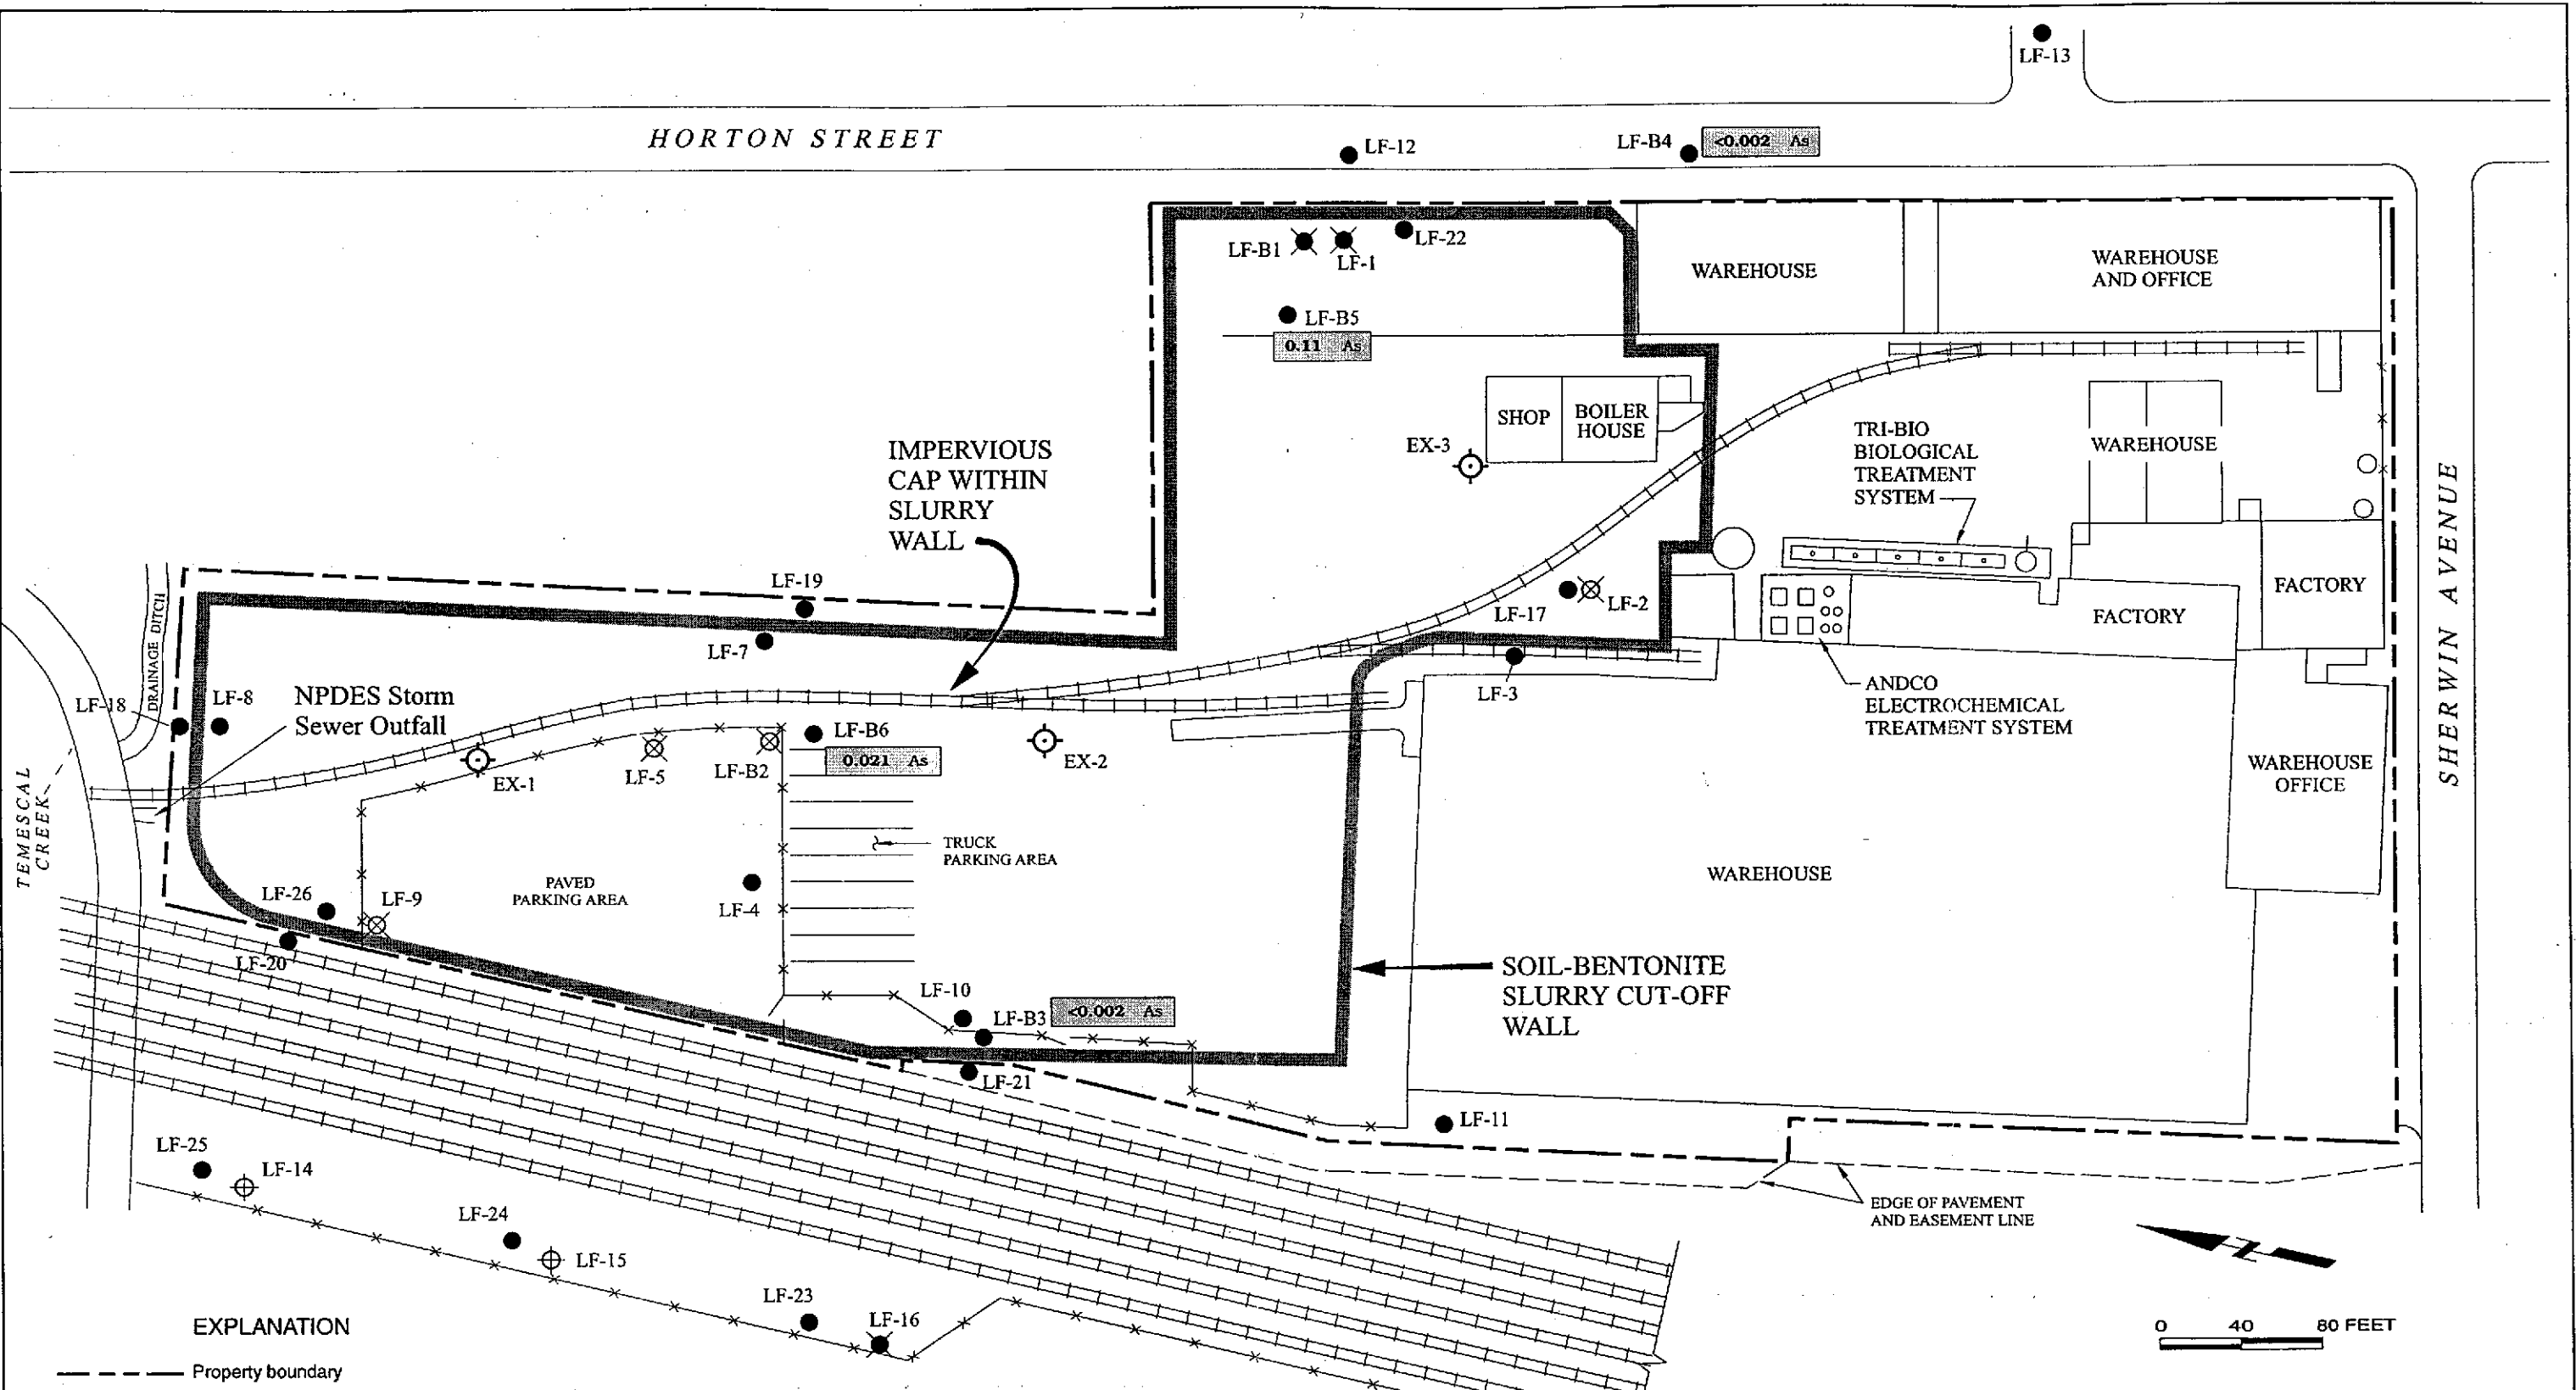 LF-13
HORTON STREET
LF-12
LF-B4
<0.002 As
LF-B1
LF-1
LF-22
WAREHOUSE
WAREHOUSE
AND OFFICE
LF-B5
0.11 As
SHOP
BOILER
HOUSE
EX-3
IMPERVIOUS
CAP WITHIN
SLURRY
WALL
TRI-BIO
BIOLOGICAL
TREATMENT
SYSTEM
WAREHOUSE
SHERWIN AVENUE
LF-19
LF-7
LF-17
LF-2
FACTORY
FACTORY
DRAINAGE DITCH
LF-18
LF-8
NPDES Storm
Sewer Outfall
LF-3
ANDCO
ELECTROCHEMICAL
TREATMENT SYSTEM
LF-B6
0.021 As
EX-1
LF-5
LF-B2
EX-2
WAREHOUSE
OFFICE
TEMESCAL
CREEK
TRUCK
PARKING AREA
PAVED
PARKING AREA
LF-26
LF-9
LF-4
WAREHOUSE
LF-20
LF-10
LF-B3
<0.002 As
SOIL-BENTONITE
SLURRY CUT-OFF
WALL
LF-21
LF-11
LF-25
LF-14
EDGE OF PAVEMENT
AND EASEMENT LINE
LF-24
LF-15
LF-23
LF-16
Z
EXPLANATION
0 40 80 FEET
Property boundary